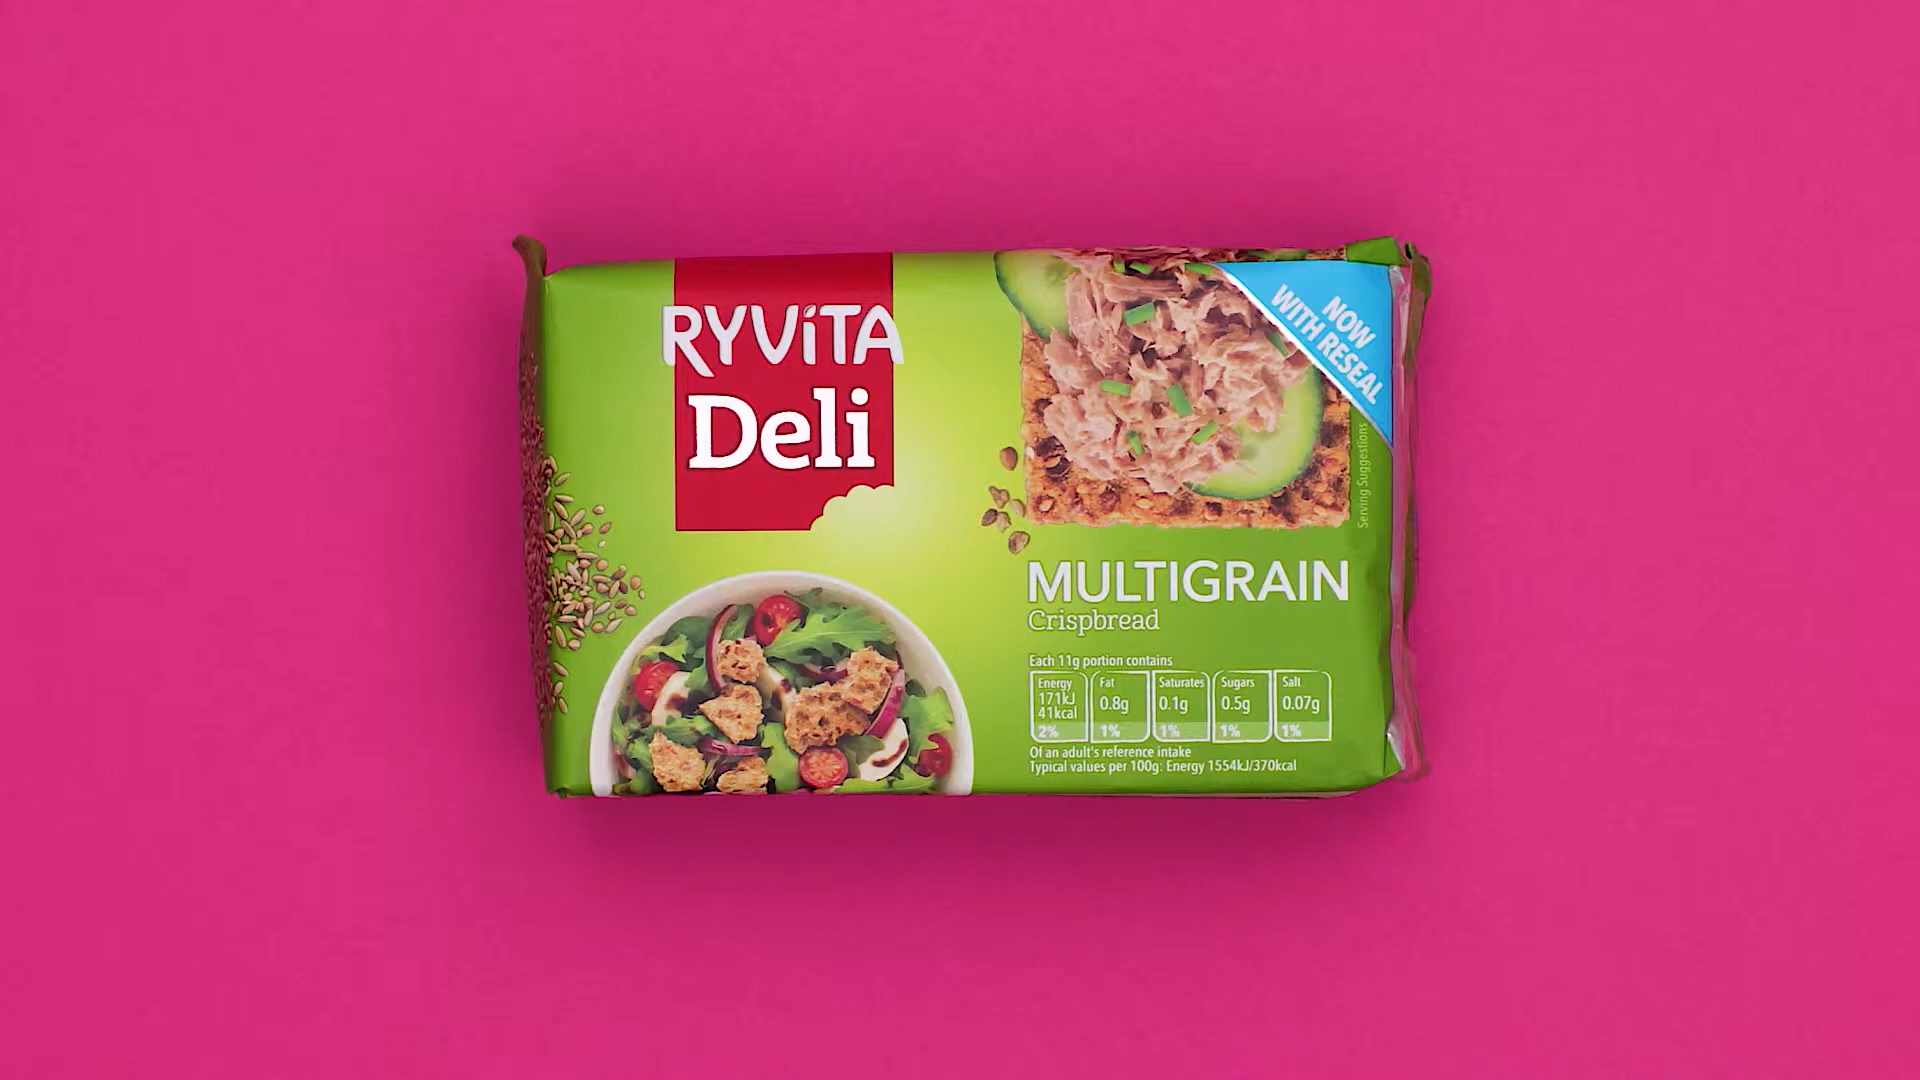 RYVITA
Deli
NOW
WITH RESEAL
Serving Suggestions
MULTIGRAIN
Crispbread
Each 11g portion contains
Energy
171kJ
41kcal
2%
Fat
0.8g
1%
Saturates
0.1g
1%
Sugars
0.5g
1%
Salt
0.07g
1%
Of an adult's reference intake
Typical values per 100g: Energy 1554kJ/370kcal